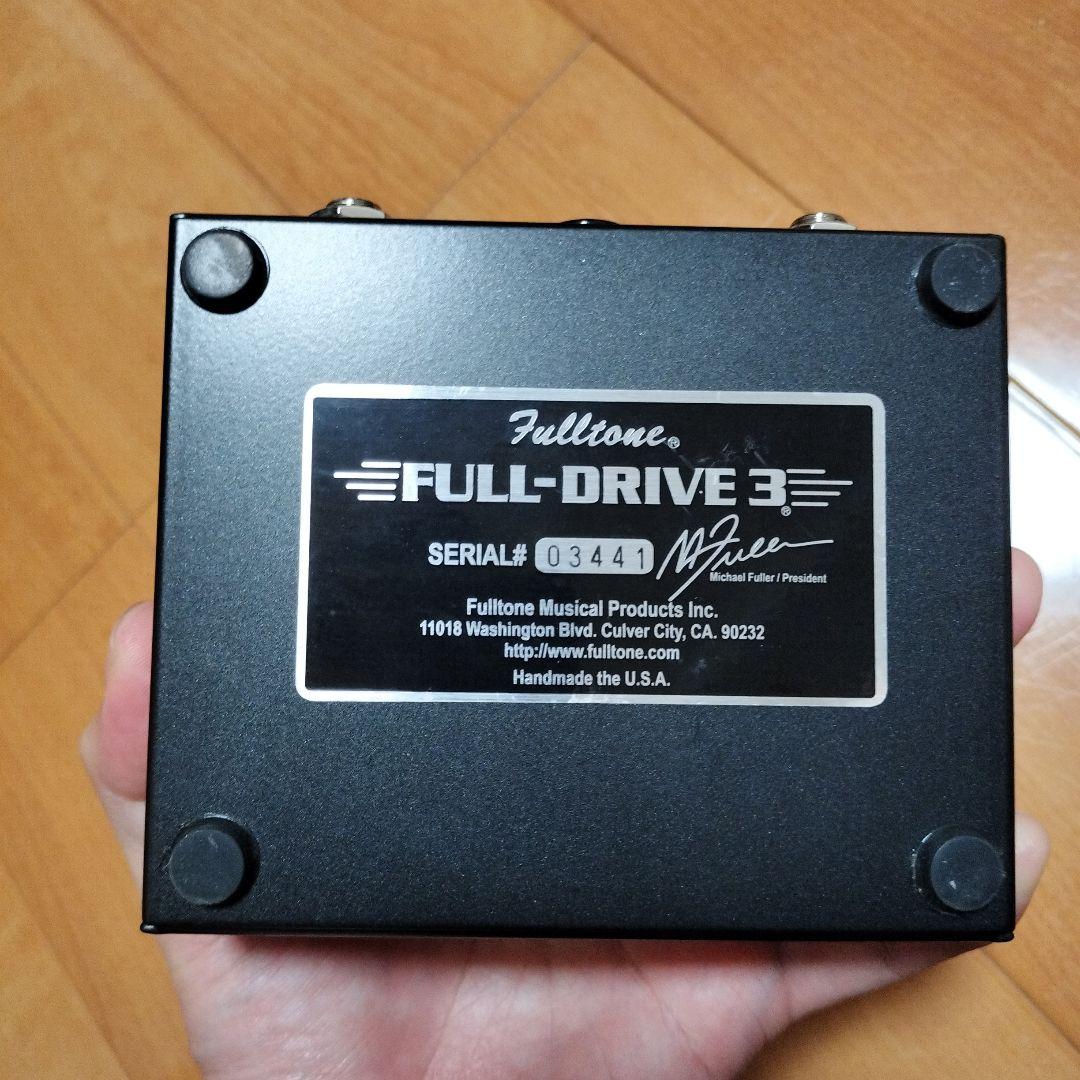 Fulltone®
FULL-DRIVE 3®
SERIAL# 03441 MFuller
Michael Fuller / President
Fulltone Musical Products Inc.
11018 Washington Blvd. Culver City, CA. 90232
http://www.fulltone.com
Handmade the U.S.A.